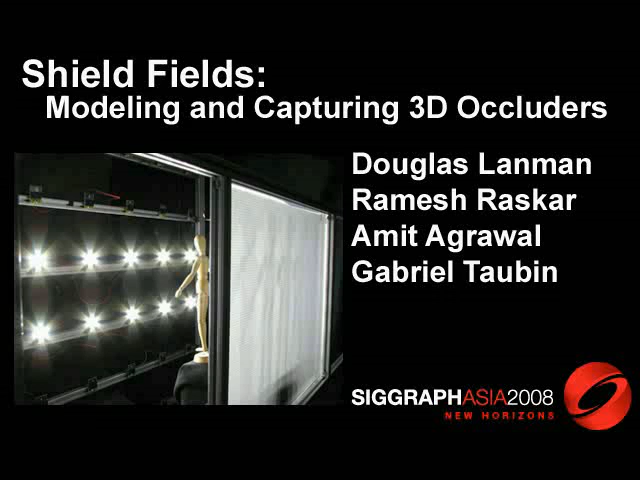 Shield Fields:
Modeling and Capturing 3D Occluders
Douglas Lanman
Ramesh Raskar
Amit Agrawal
Gabriel Taubin
SIGGRAPHASIA2008
NEW HORIZONS